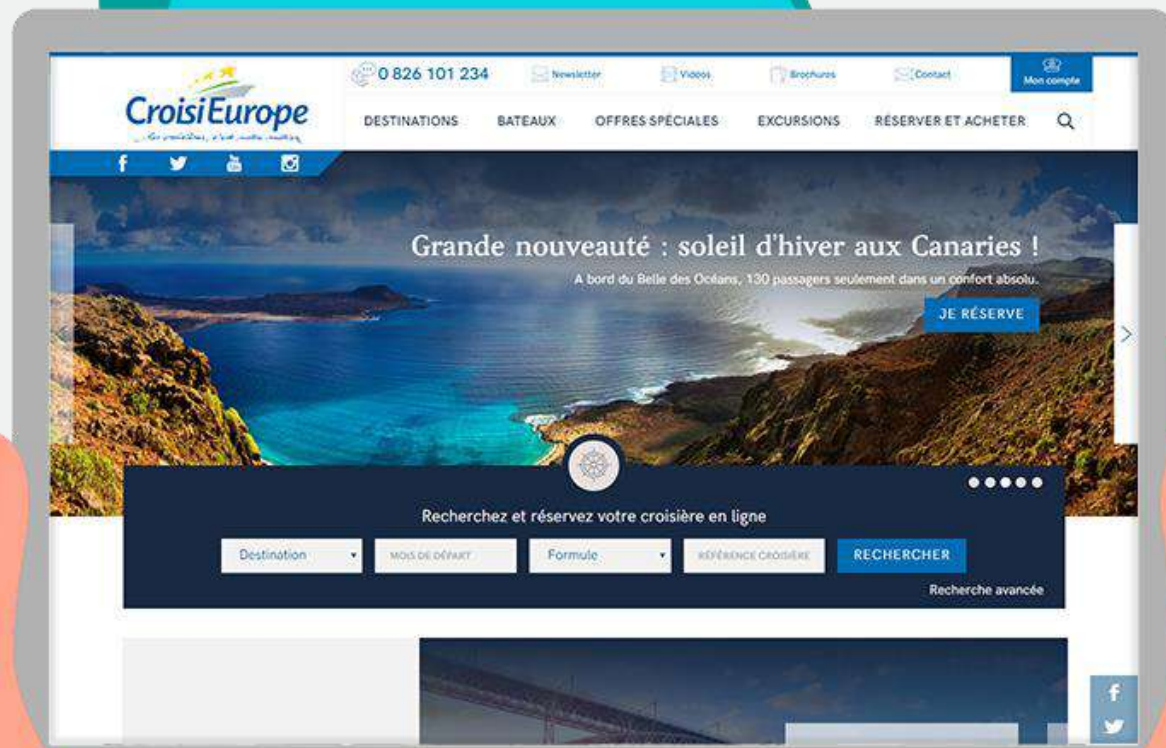 0 826 101 234
Newsletter
Vidéos
Brochures
Contact
Mon compte
CroisiEurope
DESTINATIONS
BATEAUX
OFFRES SPÉCIALES
EXCURSIONS
RÉSERVER ET ACHETER
Grande nouveauté : soleil d'hiver aux Canaries !
A bord du Belle des Océans, 130 passagers seulement dans un confort absolu.
JE RÉSERVE
Recherchez et réservez votre croisière en ligne
Destination
MOIS DE DÉPART
Formule
RÉFÉRENCE CROISIÈRE
RECHERCHER
Recherche avancée